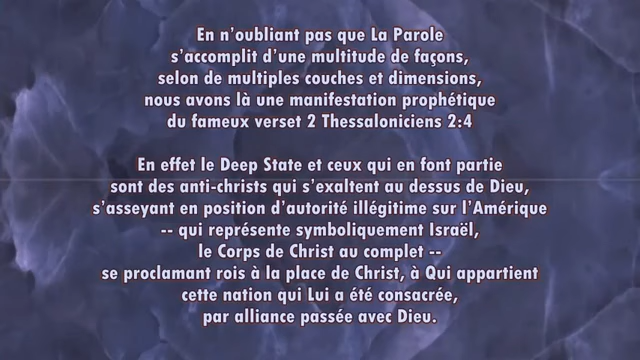 En n’oubliant pas que La Parole
s’accomplit d’une multitude de façons,
selon de multiples couches et dimensions,
nous avons là une manifestation prophétique
du fameux verset 2 Thessaloniciens 2:4
En effet le Deep State et ceux qui en font partie
sont des anti-christs qui s’exaltent au dessus de Dieu,
s’asseyant en position d’autorité illégitime sur l’Amérique
-- qui représente symboliquement Israël,
le Corps de Christ au complet --
se proclamant rois à la place de Christ, à Qui appartient
cette nation qui Lui a été consacrée,
par alliance passée avec Dieu.